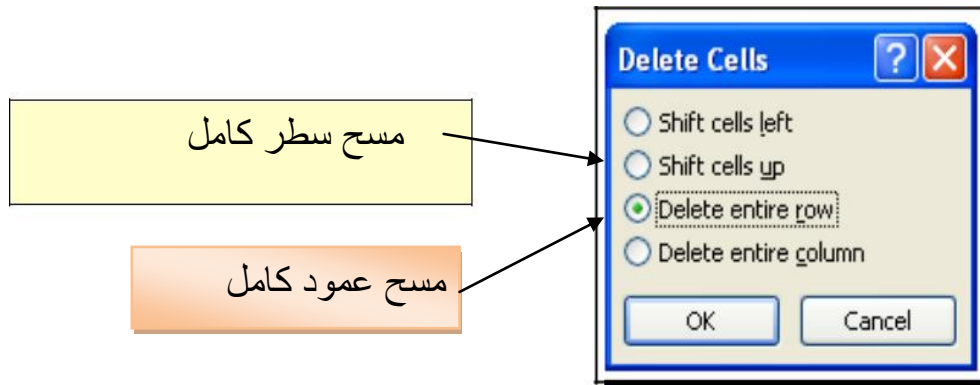 Delete Cells
Shift cells left
مسح سطر كامل
Shift cells up
Delete entire row
Delete entire column
مسح عمود كامل
OK
Cancel